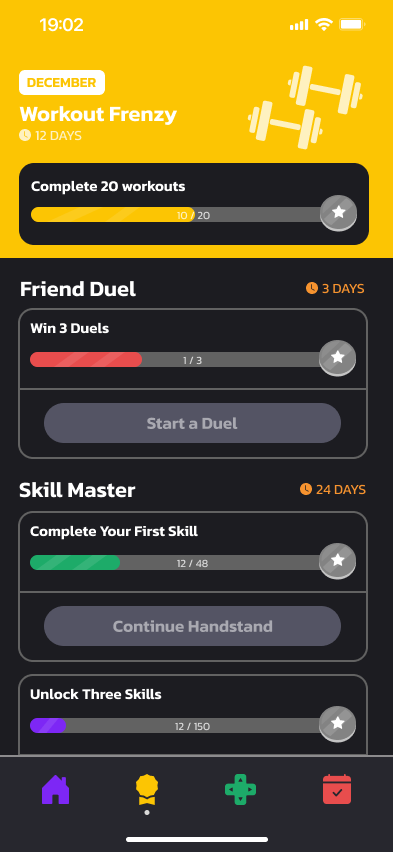 19:02
DECEMBER
Workout Frenzy
12 DAYS
Complete 20 workouts
10 / 20
Friend Duel
3 DAYS
Win 3 Duels
1 / 3
Start a Duel
Skill Master
24 DAYS
Complete Your First Skill
12 / 48
Continue Handstand
Unlock Three Skills
12 / 150